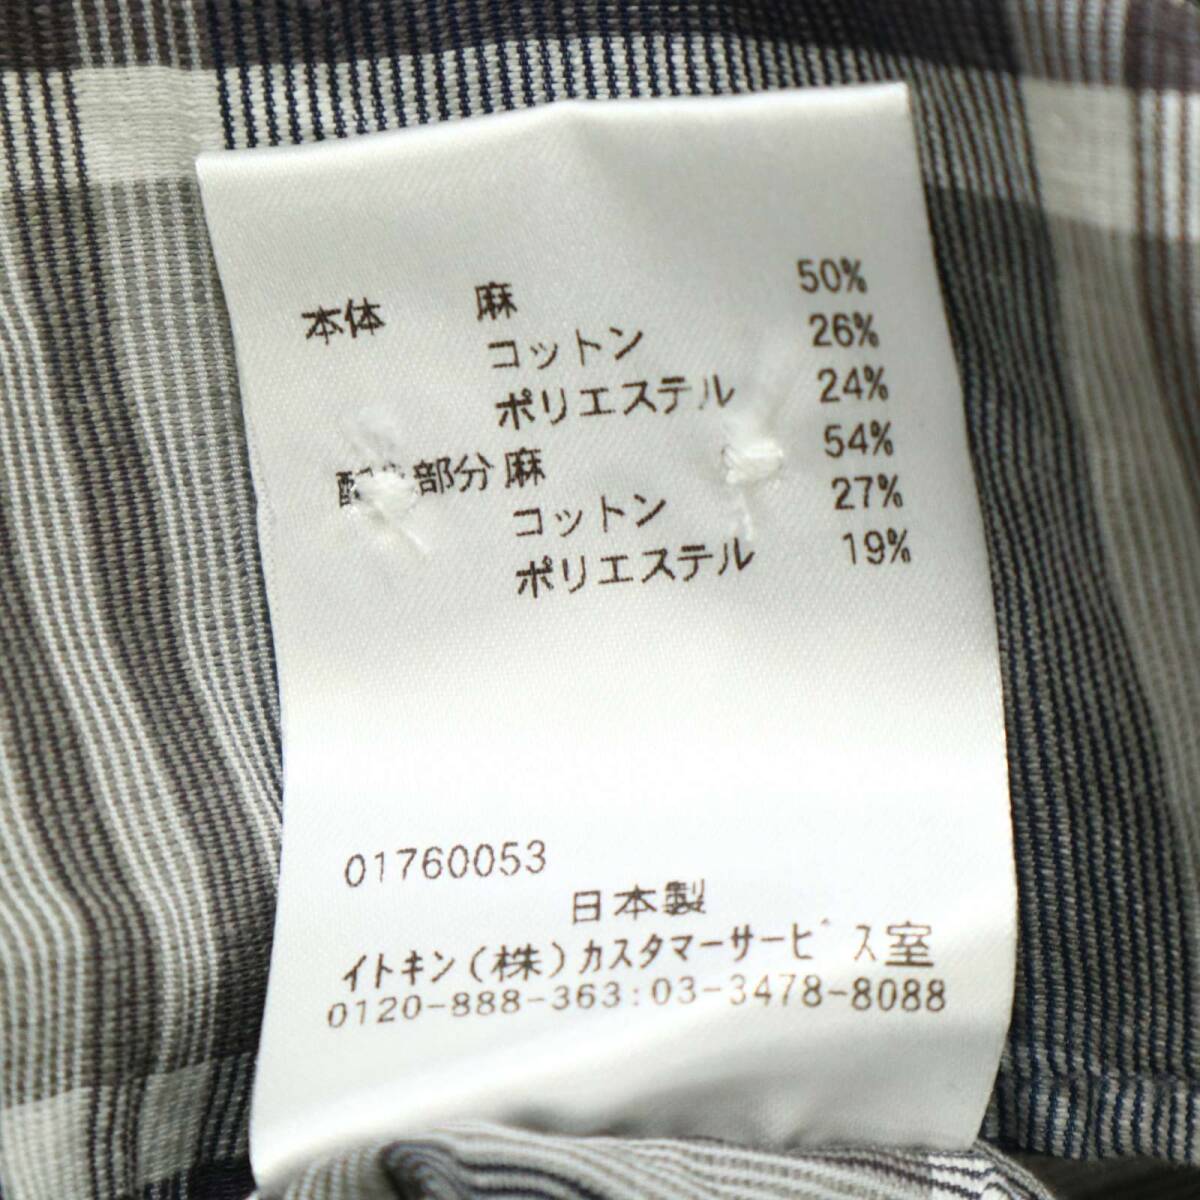 本体 麻 50%
コットン 26%
ポリエステル 24%
部分 麻 54%
コットン 27%
ポリエステル 19%
01760053
日本製
イトキン(株)カスタマーサービス室
0120-888-363:03-3478-8088